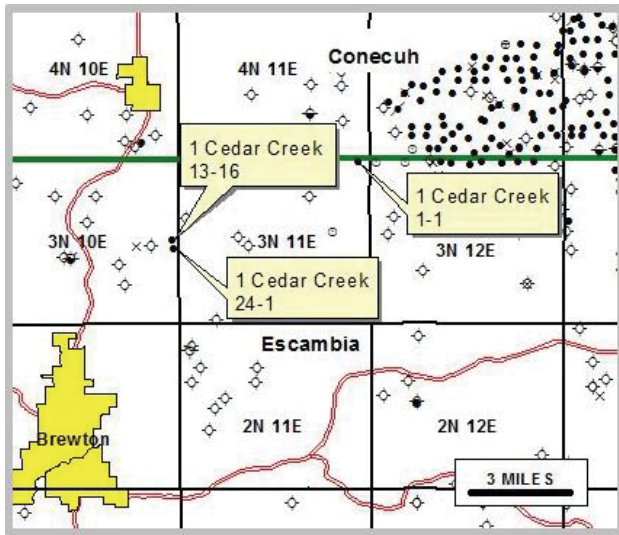 Conecuh
4N 10E
4N 11E
1 Cedar Creek
13-16
1 Cedar Creek
1-1
3N 10E
3N 11E
3N 12E
1 Cedar Creek
24-1
Escambia
Brewton
2N 11E
2N 12E
3 MILES